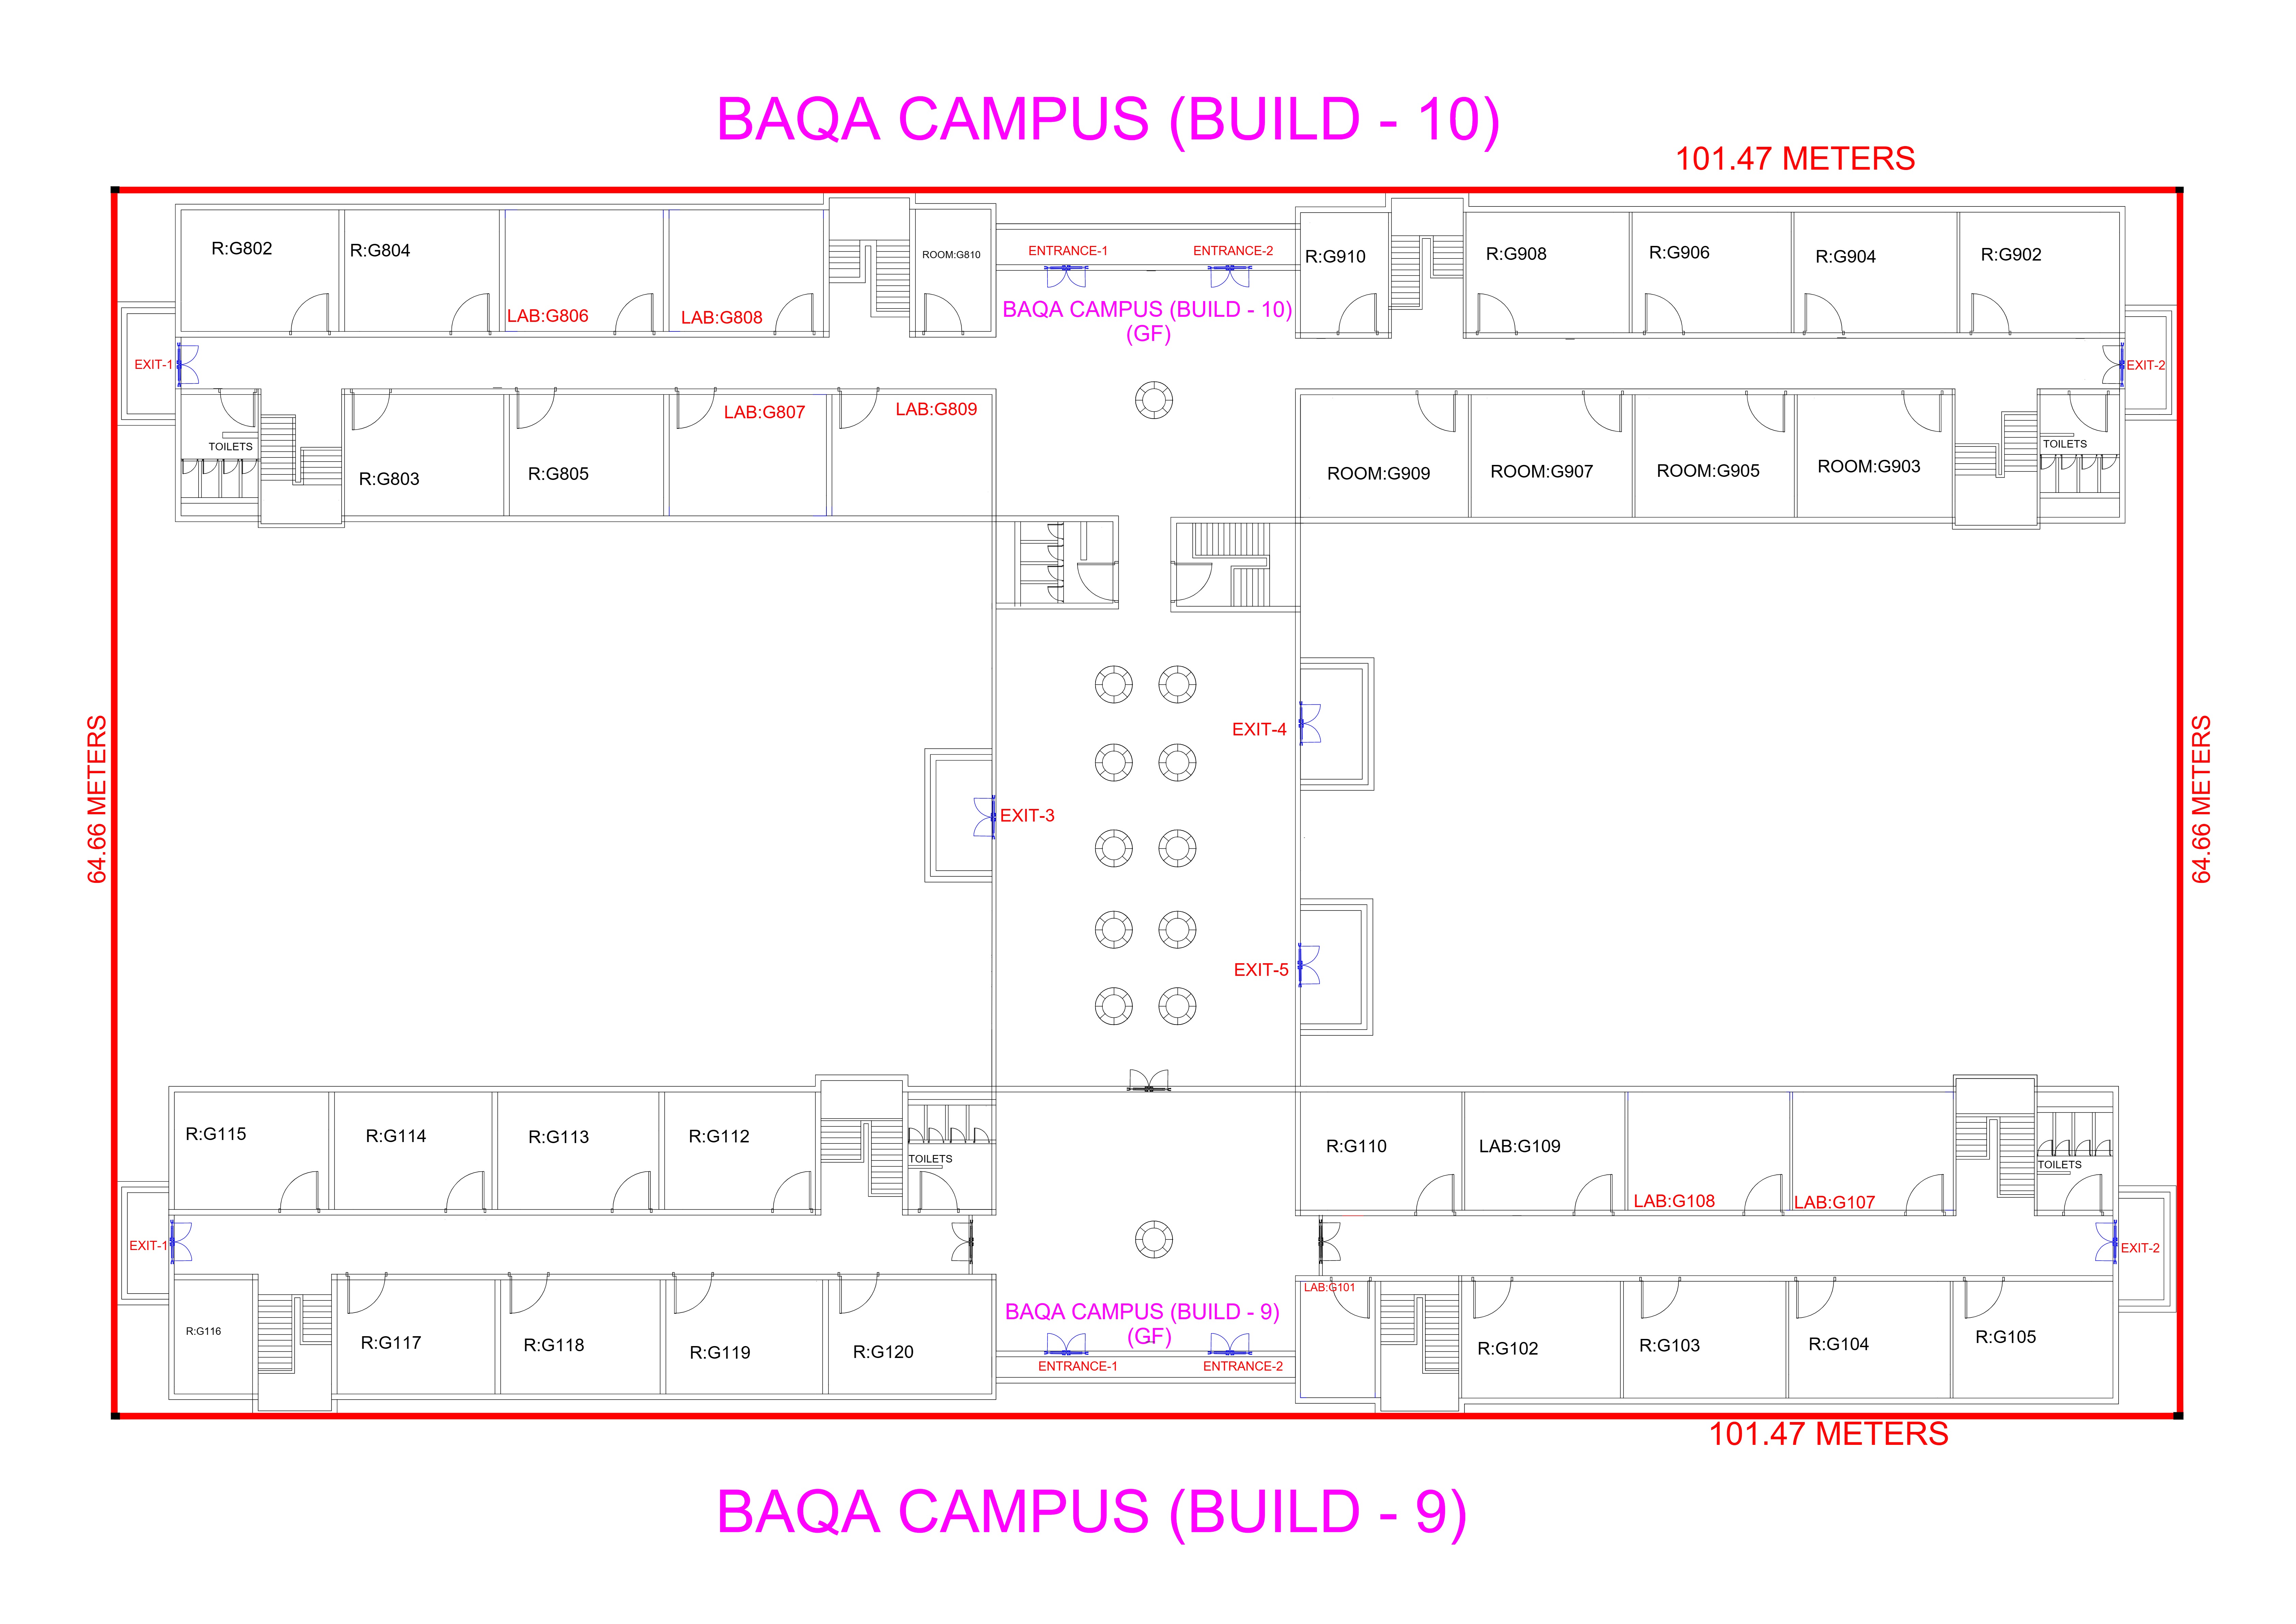 BAQA CAMPUS (BUILD - 10)
101.47 METERS
R:G802
R:G804
LAB:G806
LAB:G808
ROOM:G810
ENTRANCE-1
ENTRANCE-2
BAQA CAMPUS (BUILD - 10)
(GF)
R:G910
R:G908
R:G906
R:G904
R:G902
EXIT-1
EXIT-2
TOILETS
R:G803
R:G805
LAB:G807
LAB:G809
ROOM:G909
ROOM:G907
ROOM:G905
ROOM:G903
TOILETS
64.66 METERS
EXIT-3
EXIT-4
EXIT-5
64.66 METERS
R:G115
R:G114
R:G113
R:G112
TOILETS
R:G110
LAB:G109
LAB:G108
LAB:G107
TOILETS
EXIT-1
EXIT-2
R:G116
R:G117
R:G118
R:G119
R:G120
BAQA CAMPUS (BUILD - 9)
(GF)
ENTRANCE-1
ENTRANCE-2
LAB:G101
R:G102
R:G103
R:G104
R:G105
101.47 METERS
BAQA CAMPUS (BUILD - 9)